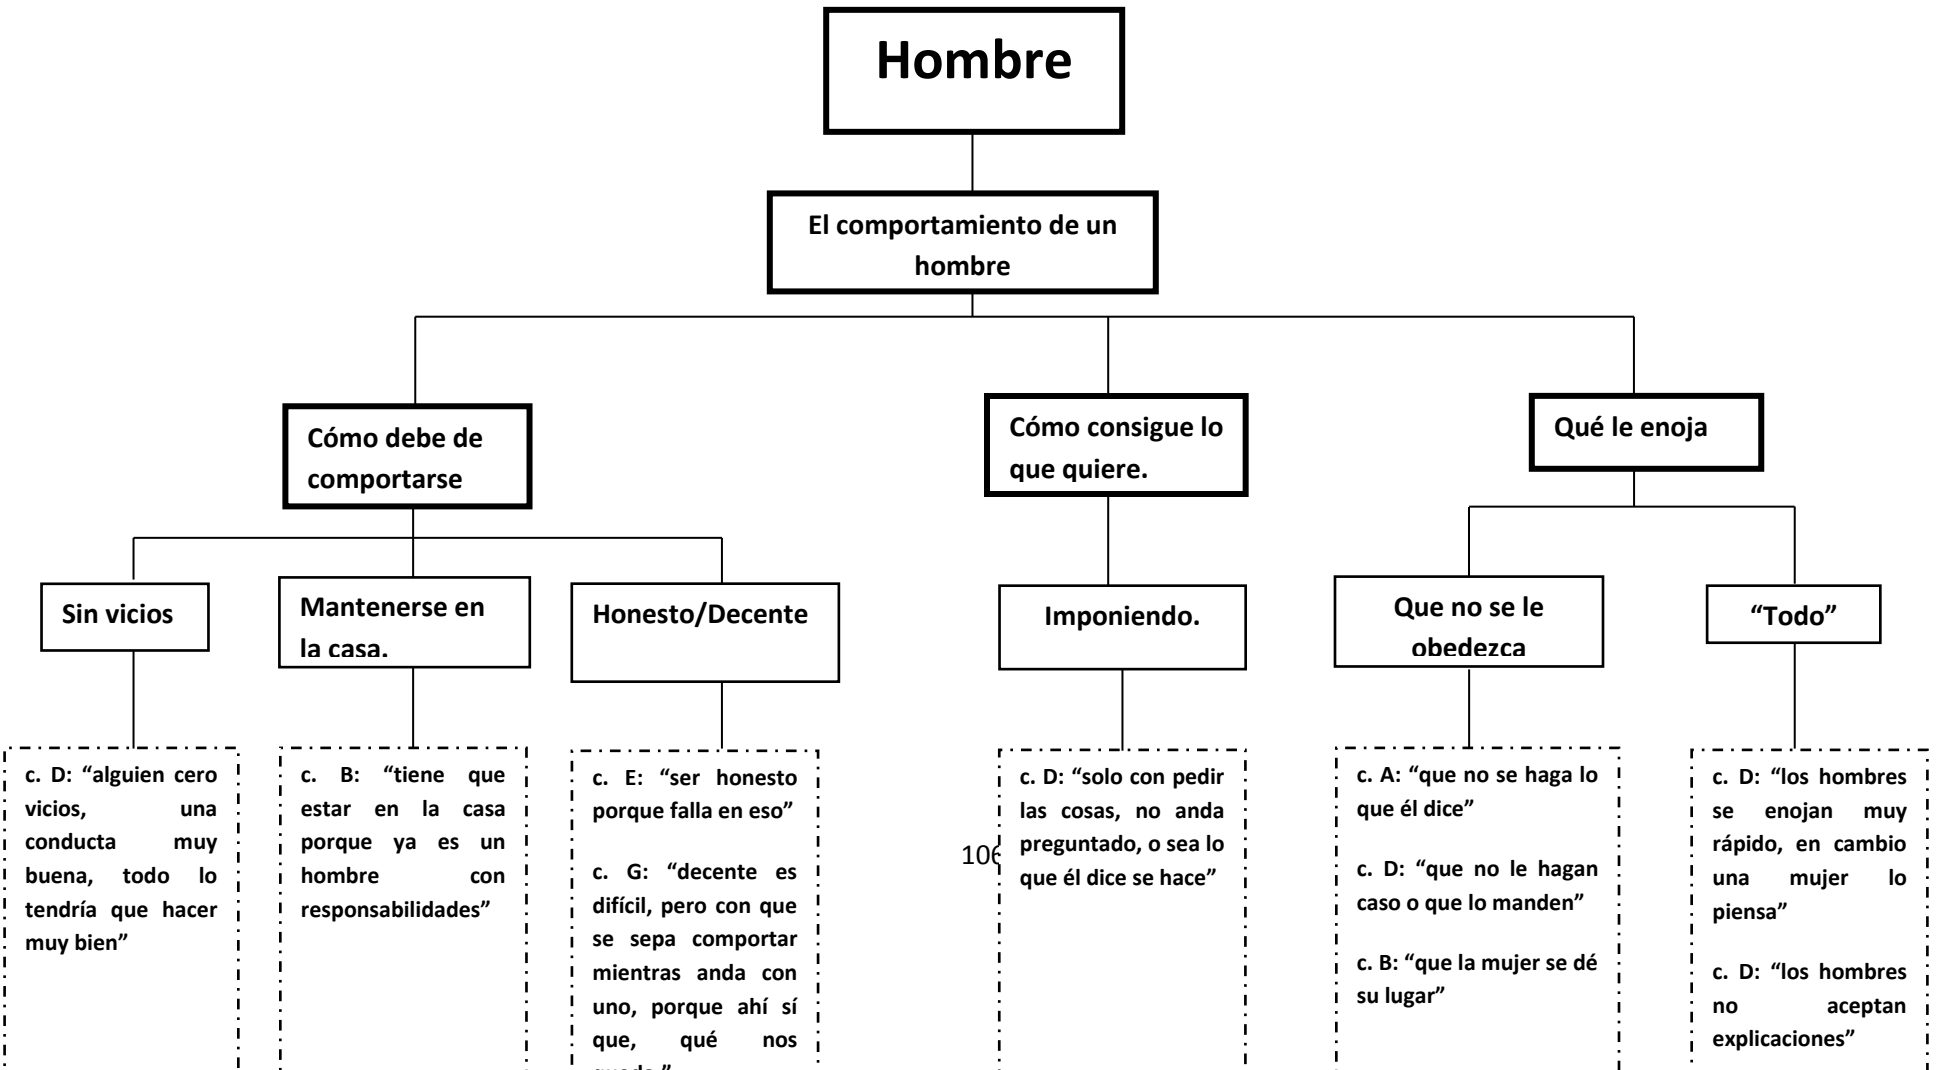 Hombre
El comportamiento de un
hombre
Cómo debe de
comportarse
Cómo consigue lo
que quiere.
Qué le enoja
Sin vicios
Mantenerse en
la casa.
Honesto/Decente
Imponiendo.
Que no se le
obedezca
“Todo”
c. D: “alguien cero
vicios, una
conducta muy
buena, todo lo
tendría que hacer
muy bien”
c. B: “tiene que
estar en la casa
porque ya es un
hombre con
responsabilidades”
c. E: “ser honesto
porque falla en eso”
c. G: “decente es
difícil, pero con que
se sepa comportar
mientras anda con
uno, porque ahí sí
que, qué nos
106
c. D: “solo con pedir
las cosas, no anda
preguntado, o sea lo
que él dice se hace”
c. A: “que no se haga lo
que él dice”
c. D: “que no le hagan
caso o que lo manden”
c. B: “que la mujer se dé
su lugar”
c. D: “los hombres
se enojan muy
rápido, en cambio
una mujer lo
piensa”
c. D: “los hombres
no aceptan
explicaciones”